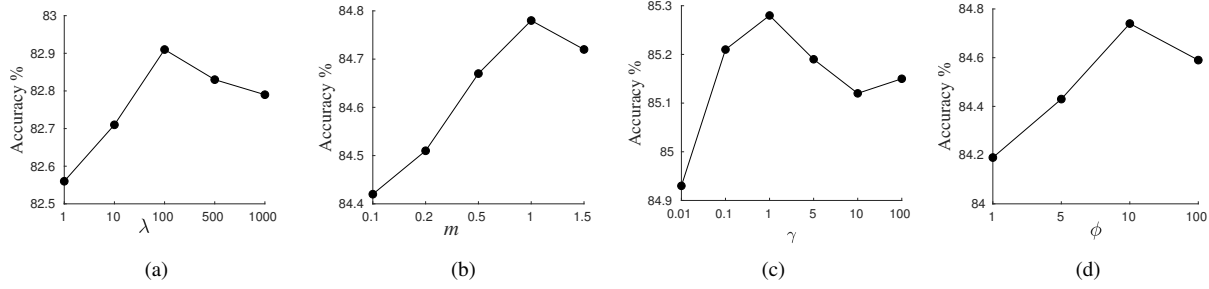 Accuracy %
83
82.9
82.8
82.7
82.6
82.5
1 10 100 500 1000
λ
(a)
Accuracy %
84.8
84.7
84.6
84.5
84.4
0.1 0.2 0.5 1 1.5
m
(b)
Accuracy %
85.3
85.2
85.1
85
84.9
0.01 0.1 1 5 10 100
γ
(c)
Accuracy %
84.8
84.6
84.4
84.2
84
1 5 10 100
ϕ
(d)